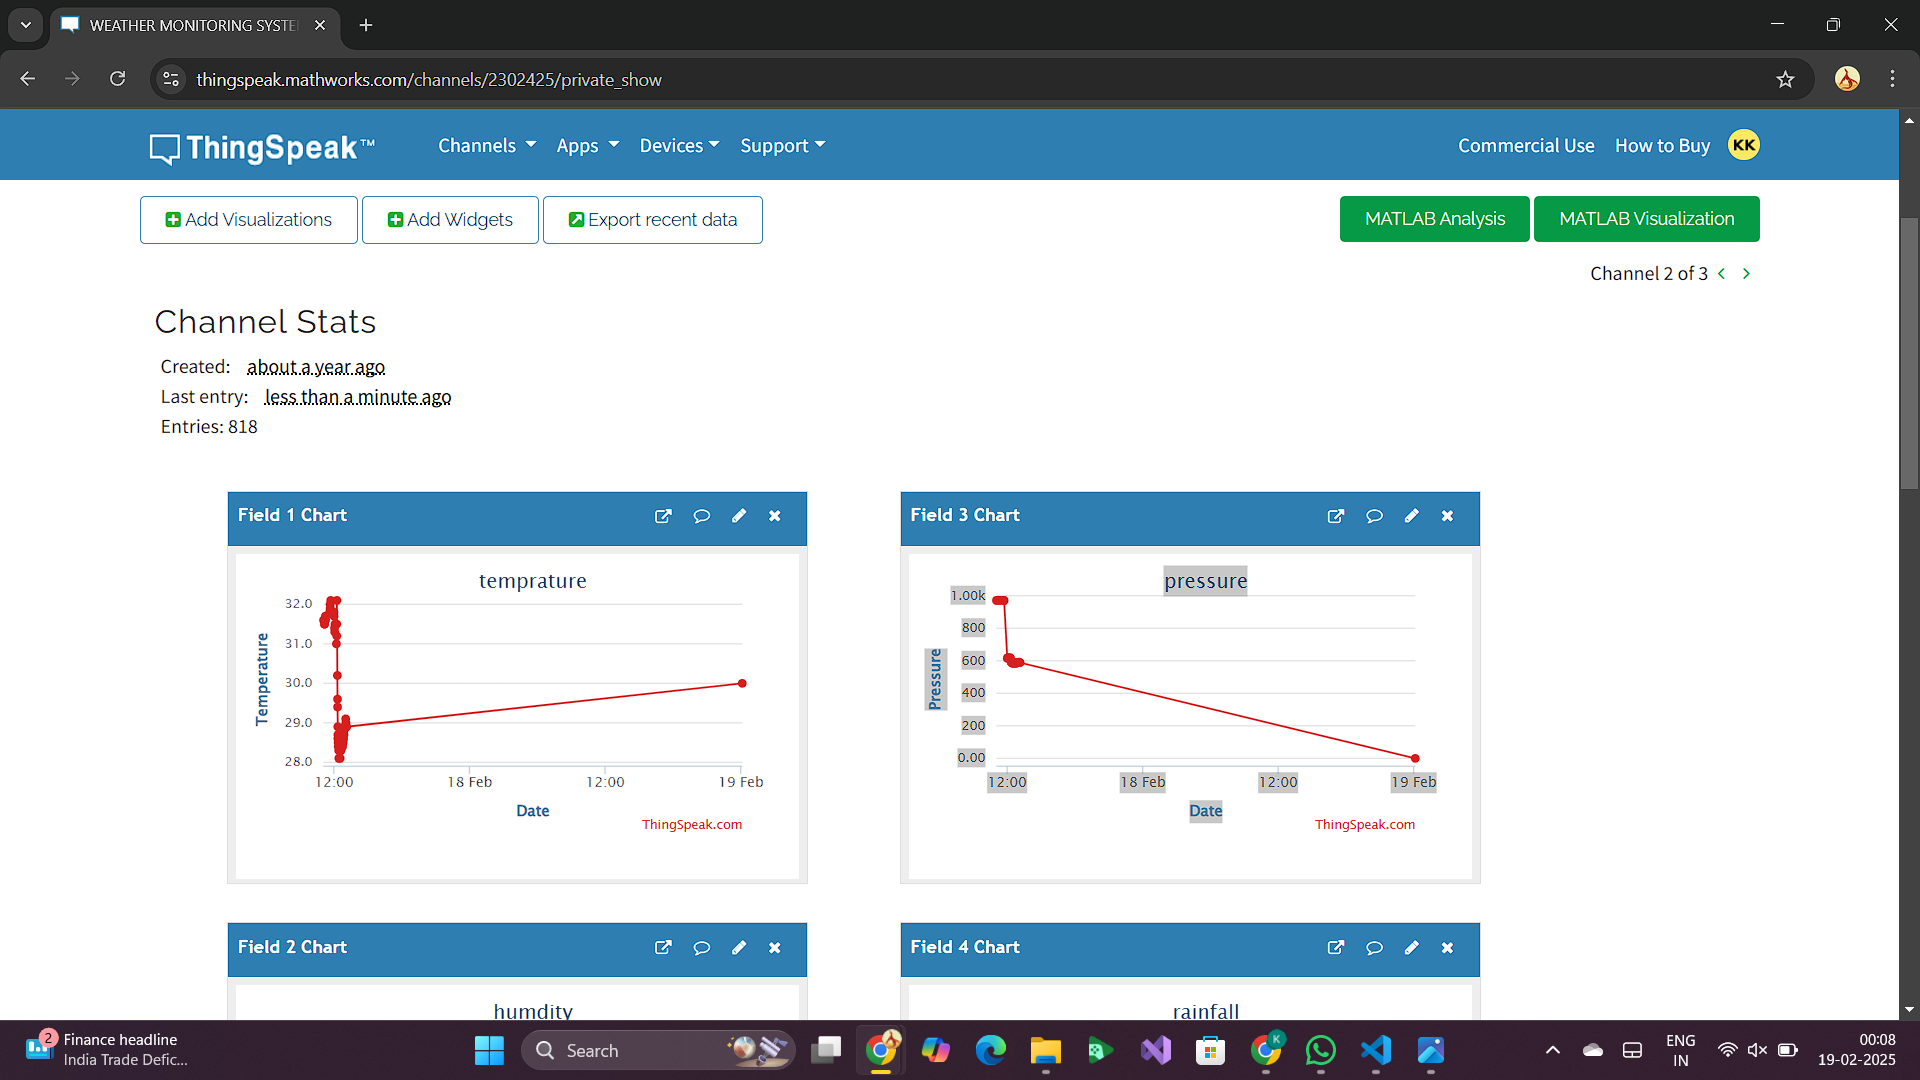 WEATHER MONITORING SYSTE
thingspeak.mathworks.com/channels/2302425/private_show
ThingSpeak™
Channels
Apps
Devices
Support
Commercial Use
How to Buy
KK
Add Visualizations
Add Widgets
Export recent data
MATLAB Analysis
MATLAB Visualization
Channel 2 of 3
Channel Stats
Created: about a year ago
Last entry: less than a minute ago
Entries: 818
Field 1 Chart
temprature
Temperature
32.0
31.0
30.0
29.0
28.0
12:00
18 Feb
12:00
19 Feb
Date
ThingSpeak.com
Field 3 Chart
pressure
Pressure
1.00k
800
600
400
200
0.00
12:00
18 Feb
12:00
19 Feb
Date
ThingSpeak.com
Field 2 Chart
humdity
Field 4 Chart
rainfall
2
Finance headline
India Trade Defic...
Search
K
ENG
IN
00:08
19-02-2025